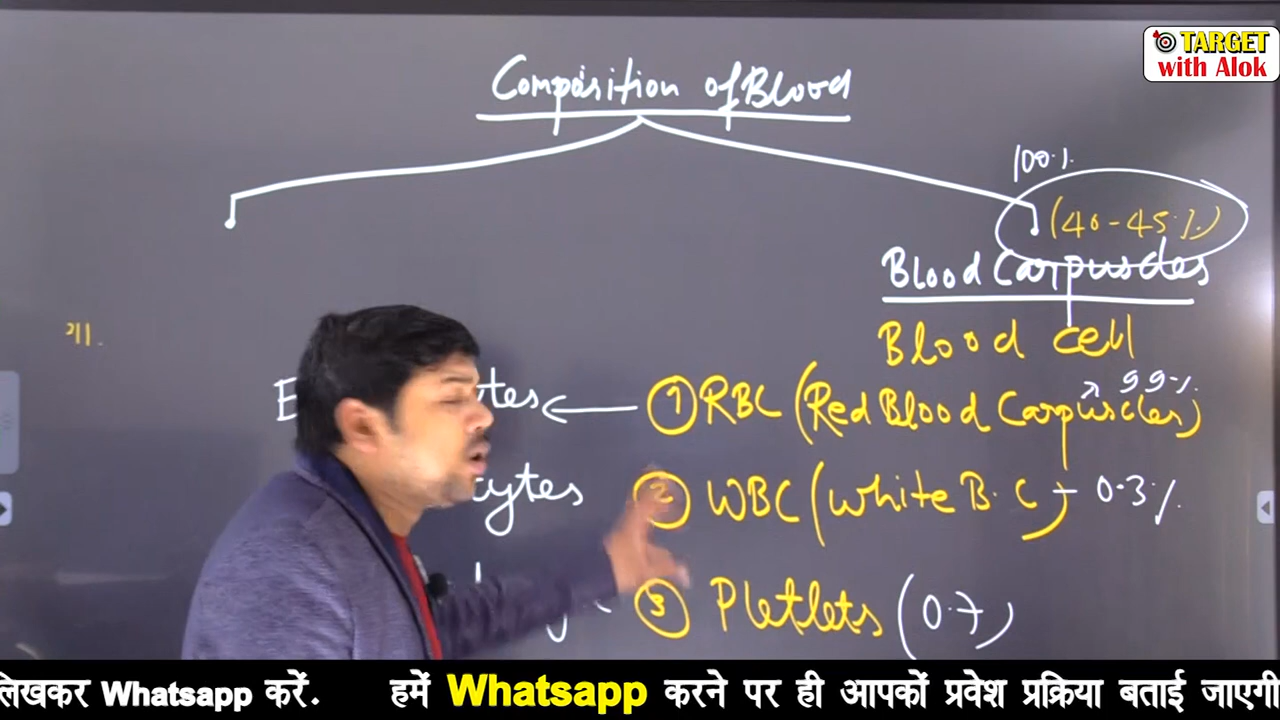 TARGET
with Alok
Composition of Blood
100%
(40-45%)
Blood Carpuscles
Blood cell
99%
① RBC (Red Blood Carpuscles)
② WBC (White B.C) 0.3%
③ Pletlets (0.7)
लिखकर Whatsapp करें. हमें Whatsapp करने पर ही आपकों प्रवेश प्रक्रिया बताई जाएगी